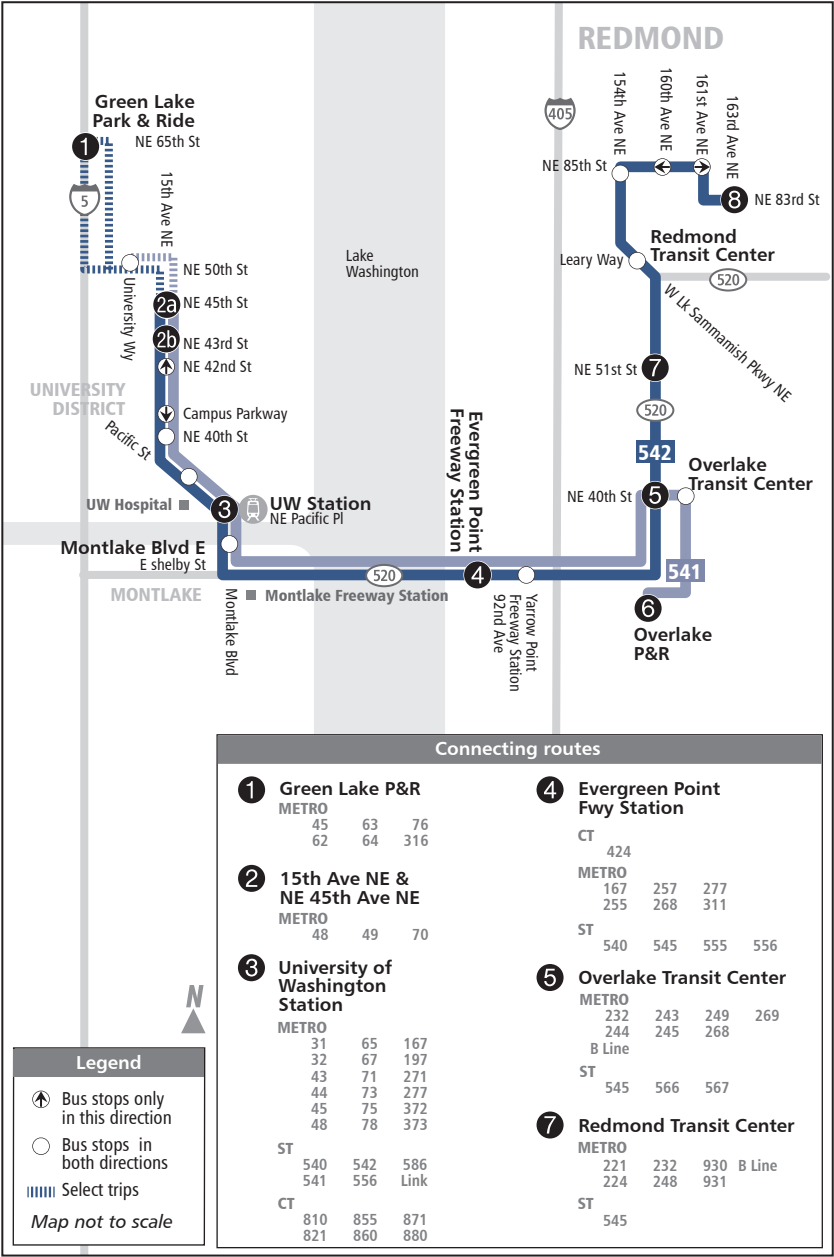 REDMOND
Green Lake
Park & Ride
1
NE 65th St
5
15th Ave NE
NE 50th St
University Wy
2a
NE 45th St
2b
NE 43rd St
NE 42nd St
UNIVERSITY
DISTRICT
Campus Parkway
NE 40th St
Pacific St
UW Hospital
3
UW Station
NE Pacific Pl
Montlake Blvd E
E shelby St
MONTLAKE
Montlake Blvd
Montlake Freeway Station
520
Lake
Washington
Evergreen Point
Freeway Station
4
Yarrow Point
Freeway Station
92nd Ave
405
154th Ave NE
160th Ave NE
161st Ave NE
163rd Ave NE
NE 85th St
8
NE 83rd St
Leary Way
Redmond
Transit Center
520
W Lk Sammamish Pkwy NE
NE 51st St
7
520
542
Overlake
Transit Center
NE 40th St
5
541
6
Overlake
P&R
N
Legend
Bus stops only
in this direction
Bus stops in
both directions
Select trips
Map not to scale
Connecting routes
1 Green Lake P&R
METRO
45 63 76
62 64 316
2 15th Ave NE &
NE 45th Ave NE
METRO
48 49 70
3 University of
Washington
Station
METRO
31 65 167
32 67 197
43 71 271
44 73 277
45 75 372
48 78 373
ST
540 542 586
541 556 Link
CT
810 855 871
821 860 880
4 Evergreen Point
Fwy Station
CT
424
METRO
167 257 277
255 268 311
ST
540 545 555 556
5 Overlake Transit Center
METRO
232 243 249 269
244 245 268
B Line
ST
545 566 567
7 Redmond Transit Center
METRO
221 232 930 B Line
224 248 931
ST
545